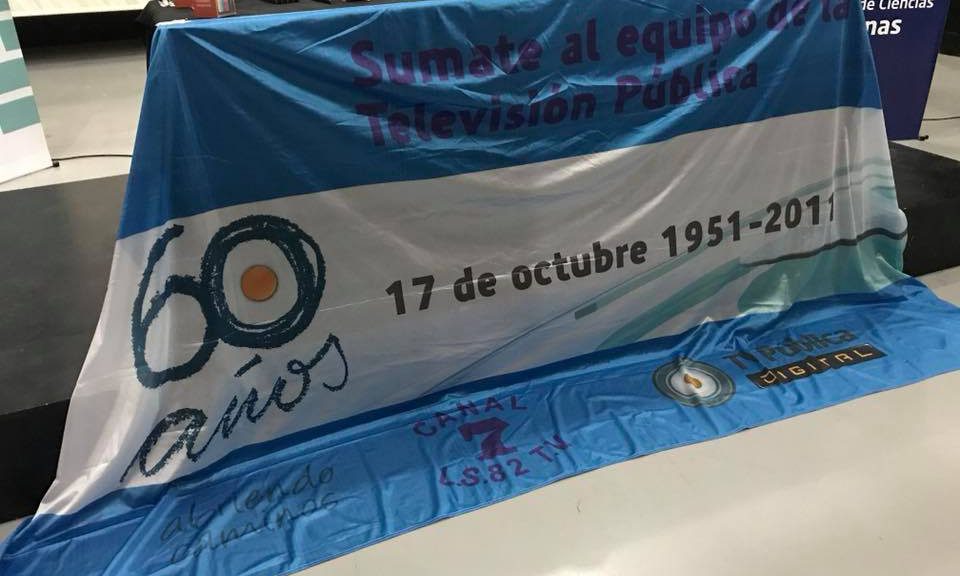 de Ciencias
nas
Sumate al equipo de la
Televisión Pública
60
años
17 de octubre 1951-2011
TV Pública
DIGITAL
CANAL
7
L.S.82 T.V
abriendo
caminos